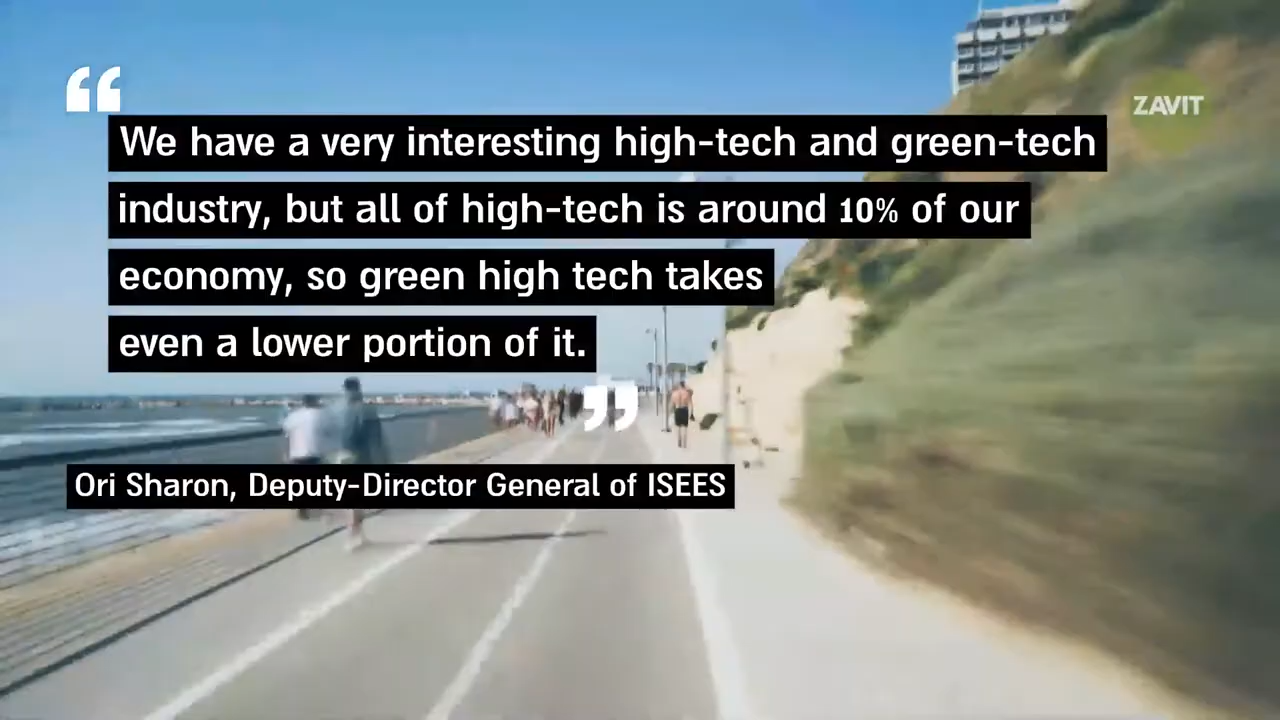 ZAVIT
“
We have a very interesting high-tech and green-tech
industry, but all of high-tech is around 10% of our
economy, so green high tech takes
even a lower portion of it.
”
Ori Sharon, Deputy-Director General of ISEES